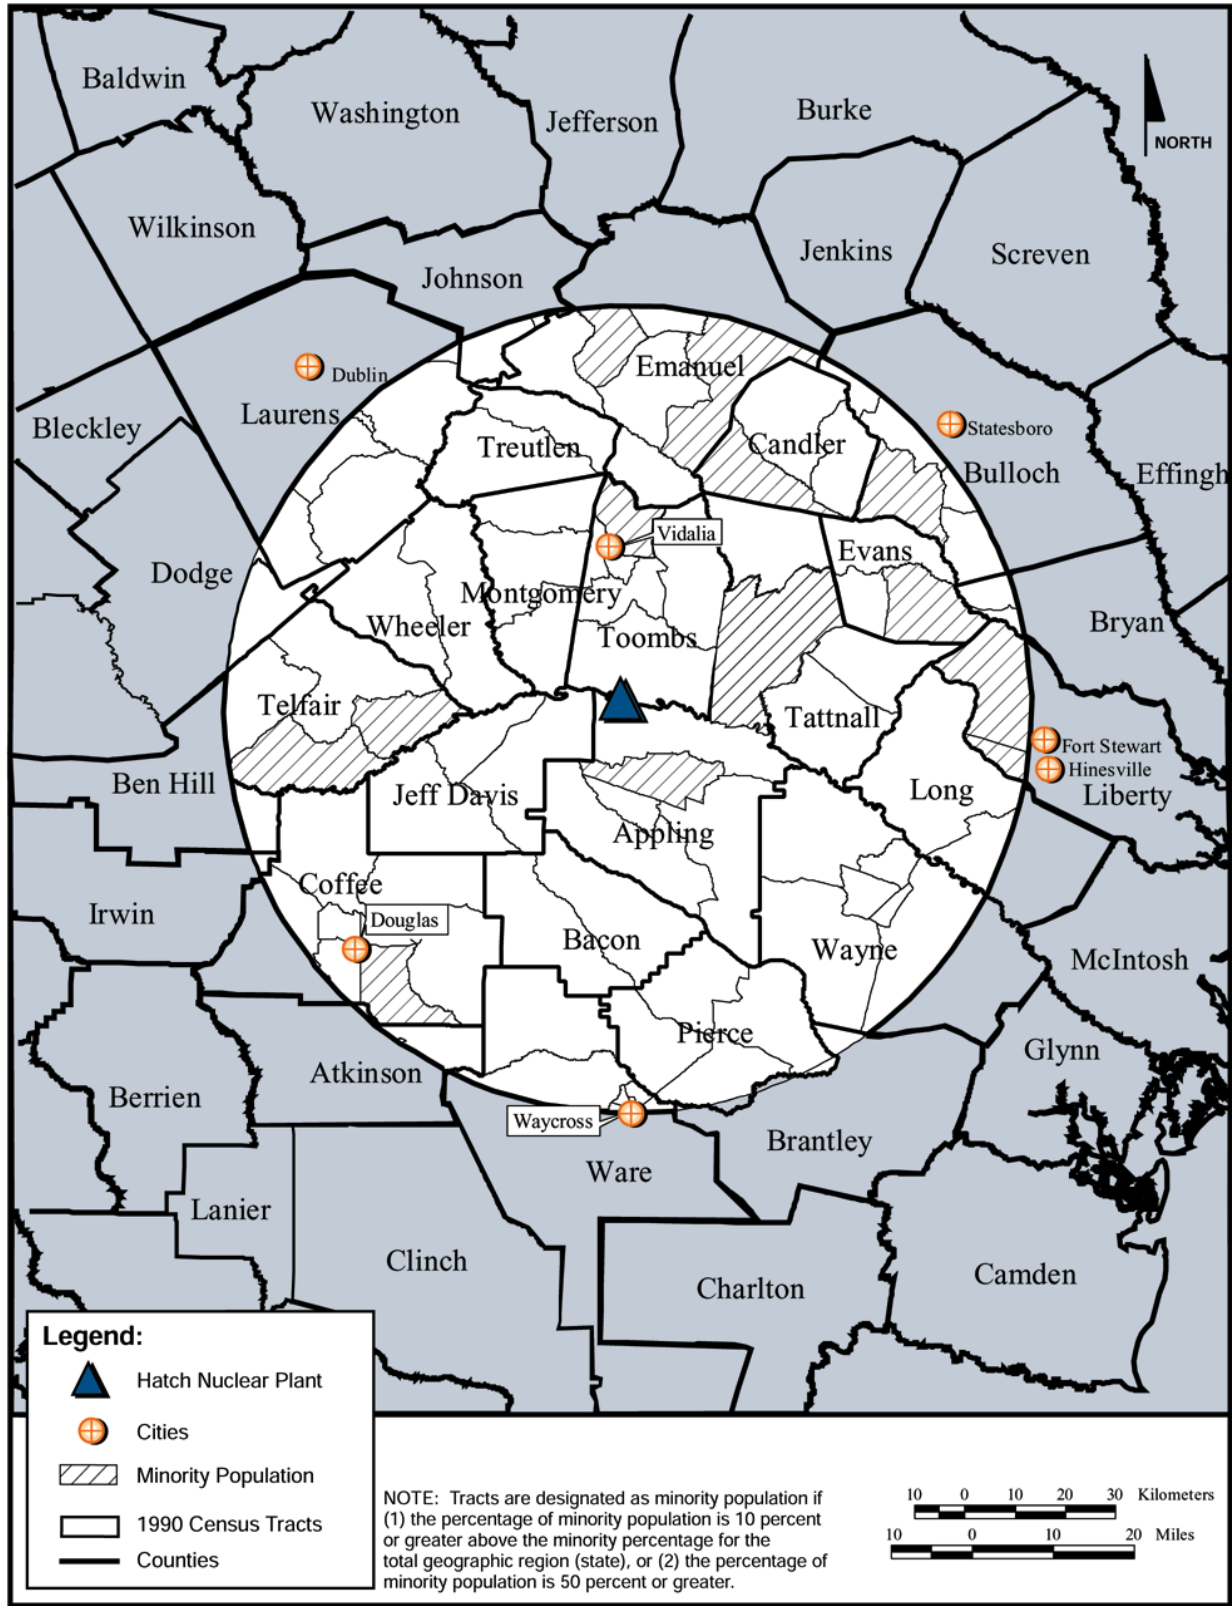 Baldwin
Washington
Jefferson
Burke
NORTH
Wilkinson
Johnson
Jenkins
Screven
Emanuel
Dublin
Laurens
Bleckley
Treutlen
Candler
Statesboro
Bulloch
Effingh
Vidalia
Evans
Dodge
Montgomery
Wheeler
Toombs
Bryan
Telfair
Tattnall
Fort Stewart
Hinesville
Ben Hill
Jeff Davis
Long
Liberty
Appling
Coffee
Irwin
Douglas
Bacon
Wayne
McIntosh
Pierce
Glynn
Atkinson
Berrien
Waycross
Brantley
Ware
Lanier
Clinch
Charlton
Camden
Legend:
Hatch Nuclear Plant
Cities
Minority Population
1990 Census Tracts
Counties
NOTE: Tracts are designated as minority population if
(1) the percentage of minority population is 10 percent
or greater above the minority percentage for the
total geographic region (state), or (2) the percentage of
minority population is 50 percent or greater.
10 0 10 20 30 Kilometers
10 0 10 20 Miles